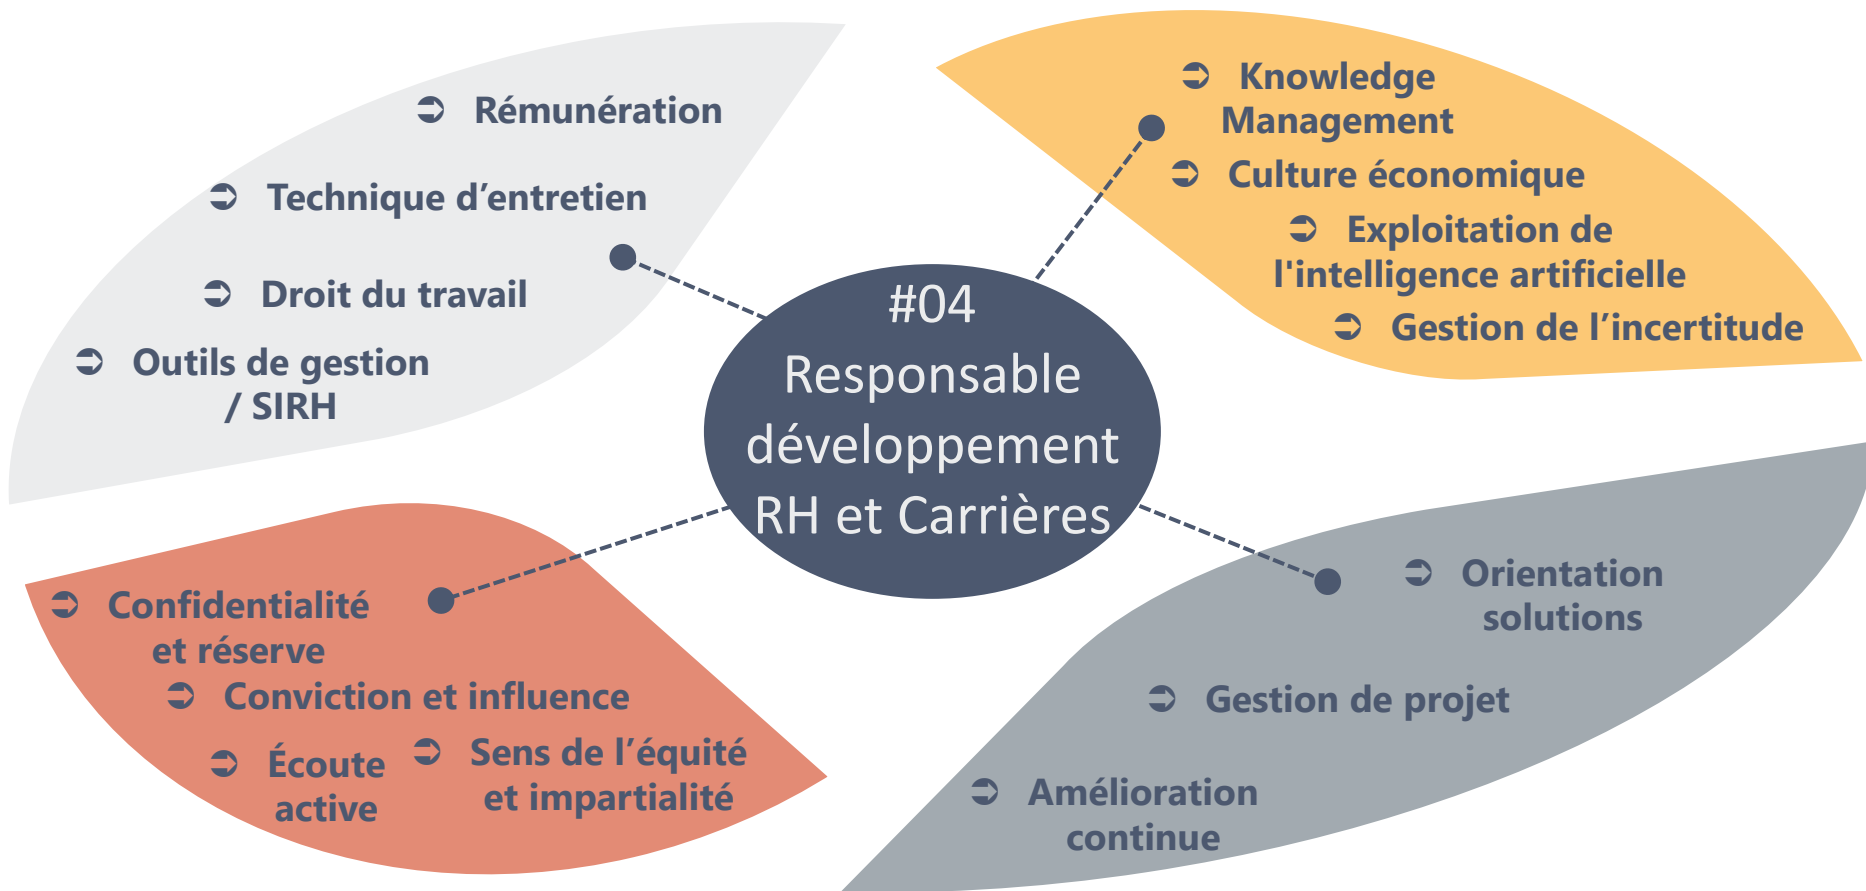 Rémunération
Technique d’entretien
Droit du travail
Outils de gestion
/ SIRH
Knowledge
Management
Culture économique
Exploitation de
l'intelligence artificielle
Gestion de l’incertitude
#04
Responsable
développement
RH et Carrières
Confidentialité
et réserve
Conviction et influence
Écoute
active
Sens de l’équité
et impartialité
Orientation
solutions
Gestion de projet
Amélioration
continue